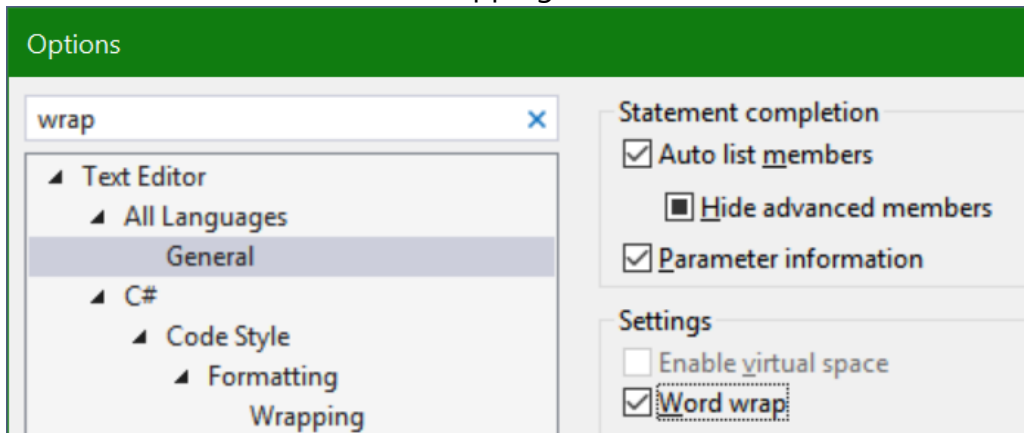 Options
wrap
Text Editor
All Languages
General
C#
Code Style
Formatting
Wrapping
Statement completion
Auto list members
Hide advanced members
Parameter information
Settings
Enable virtual space
Word wrap